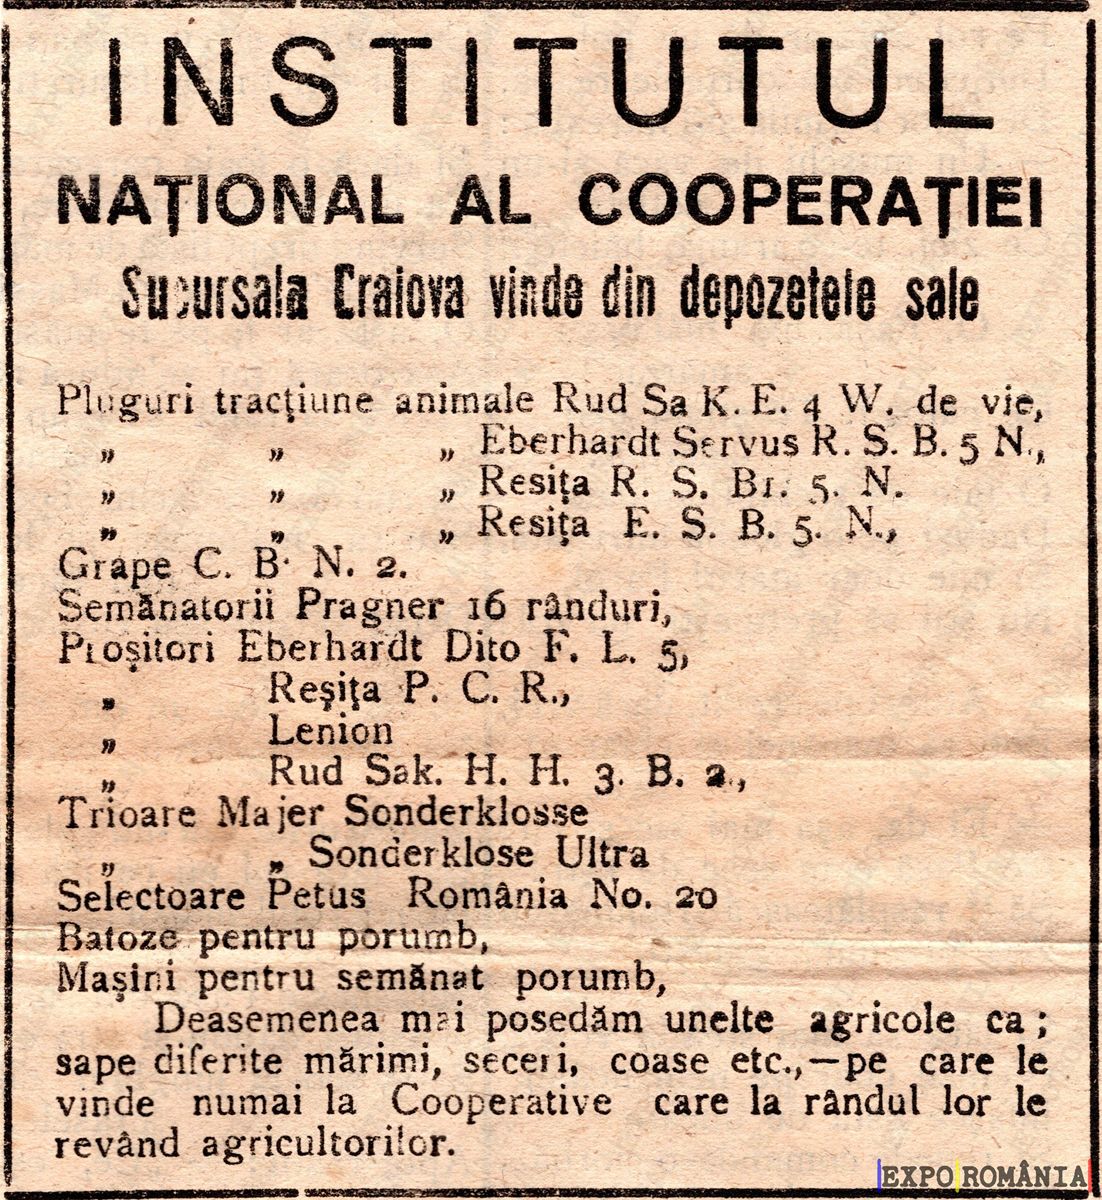 INSTITUTUL
NAȚIONAL AL COOPERAȚIEI
Sucursala Craiova vinde din depozetele sale
Pluguri tracțiune animale Rud Sa K. E. 4 W. de vie,
„ „ „ Eberhardt Servus R. S. B. 5 N.,
„ „ „ Resița R. S. B1. 5. N.
„ „ „ Resița E. S. B. 5. N.,
Grape C. B. N. 2.
Semănatorii Pragner 16 rânduri,
Proșitori Eberhardt Dito F. L. 5,
„ Reșița P. C. R.,
„ Lenion
„ Rud Sak. H. H. 3. B. 2.,
Trioare Majer Sonderklosse
„ „ Sonderklose Ultra
Selectoare Petus România No. 20
Batoze pentru porumb,
Mașini pentru semănat porumb,
Deasemenea mai posedăm unelte agricole ca ;
sape diferite mărimi, seceri, coase etc.,—pe care le
vinde numai la Cooperative care la rândul lor le
revând agricultorilor.
EXPO ROMÂNIA